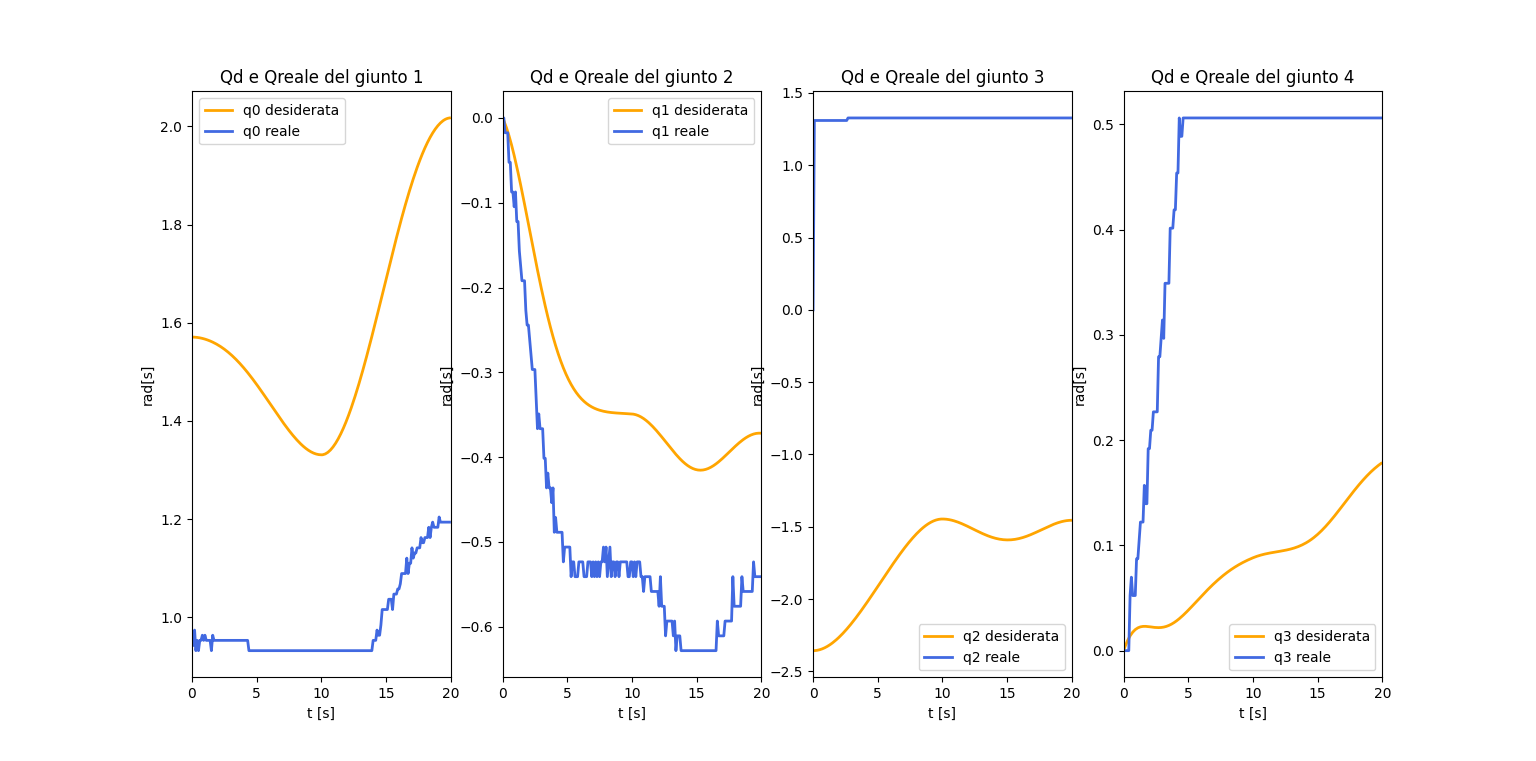 Qd e Qreale del giunto 1
q0 desiderata
q0 reale
2.0
1.8
1.6
1.4
1.2
1.0
rad[s]
0
5
10
15
20
t [s]
Qd e Qreale del giunto 2
q1 desiderata
q1 reale
0.0
−0.1
−0.2
−0.3
−0.4
−0.5
−0.6
rad[s]
0
5
10
15
20
t [s]
Qd e Qreale del giunto 3
1.5
1.0
0.5
0.0
−0.5
−1.0
−1.5
−2.0
−2.5
rad[s]
q2 desiderata
q2 reale
0
5
10
15
20
t [s]
Qd e Qreale del giunto 4
0.5
0.4
0.3
0.2
0.1
0.0
rad[s]
q3 desiderata
q3 reale
0
5
10
15
20
t [s]